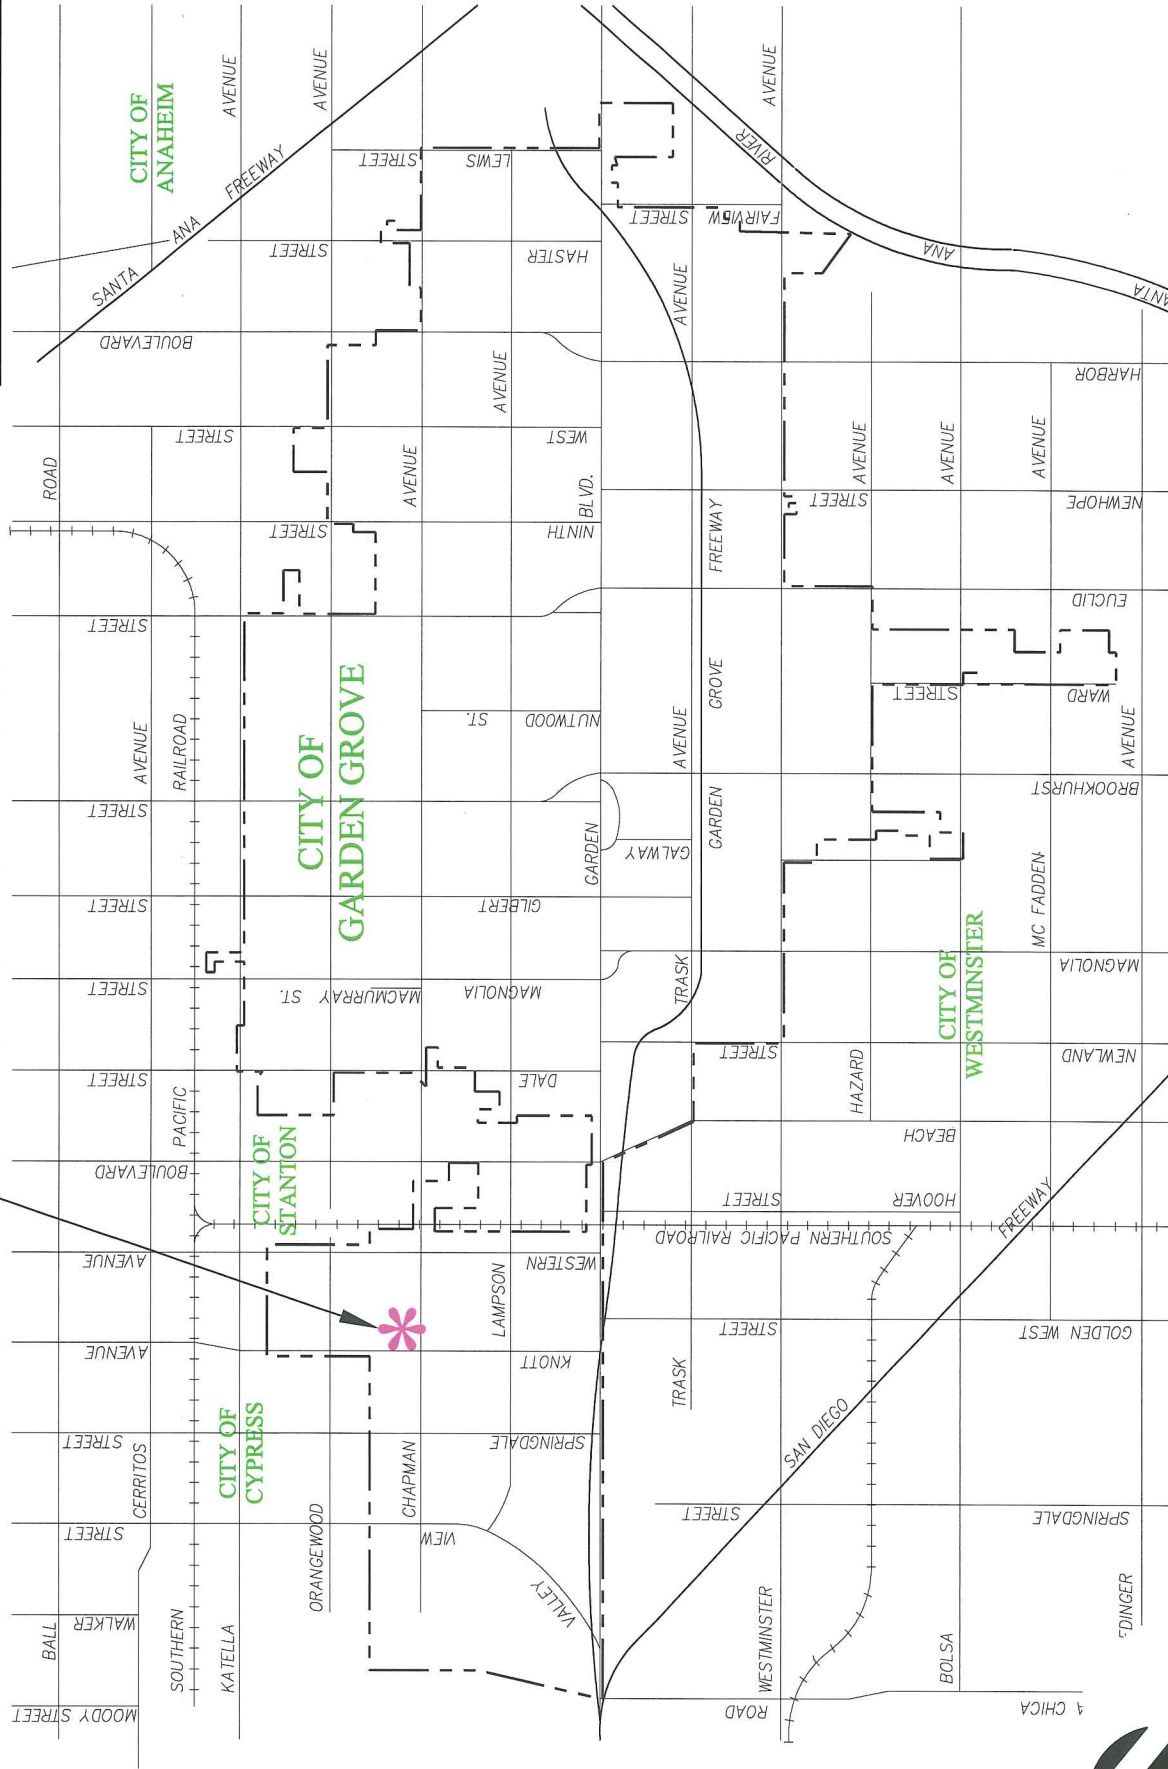 CITY OF
ANAHEIM
AVENUE
AVENUE
AVENUE
SANTA ANA FREEWAY
STREET
LEWIS
RIVER
STREET
FAIRVIEW
STREET
HASTER
AVENUE
ANA
BOULEVARD
HARBOR
AVENUE
STREET
WEST
ROAD
AVENUE
BLVD.
AVENUE
AVENUE
AVENUE
STREET
NEWHOPE
STREET
NINTH
FREEWAY
STREET
EUCLID
CITY OF
GARDEN GROVE
NUTWOOD ST.
GROVE
AVENUE
STREET
WARD
AVENUE
AVENUE
RAILROAD
STREET
BROOKHURST
GARDEN
GALWAY
GARDEN
STREET
GILBERT
MC FADDEN
CITY OF
WESTMINSTER
STREET
MACMURRAY ST.
MAGNOLIA
TRASK
MAGNOLIA
STREET
DALE
STREET
NEWLAND
HAZARD
PACIFIC
CITY OF
STANTON
BEACH
BOULEVARD
STREET
HOOVER
FREEWAY
SOUTHERN PACIFIC RAILROAD
AVENUE
WESTERN
LAMPSON
STREET
GOLDEN WEST
AVENUE
KNOTT
TRASK
CITY OF
CYPRESS
STREET
SPRINGDALE
SAN DIEGO
CERRITOS
CHAPMAN
STREET
SPRINGDALE
STREET
VIEW
VALLEY
ORANGEWOOD
WALKER
BALL
SOUTHERN
KATELLA
WESTMINSTER
BOLSA
MOODY STREET
ROAD
CHICA